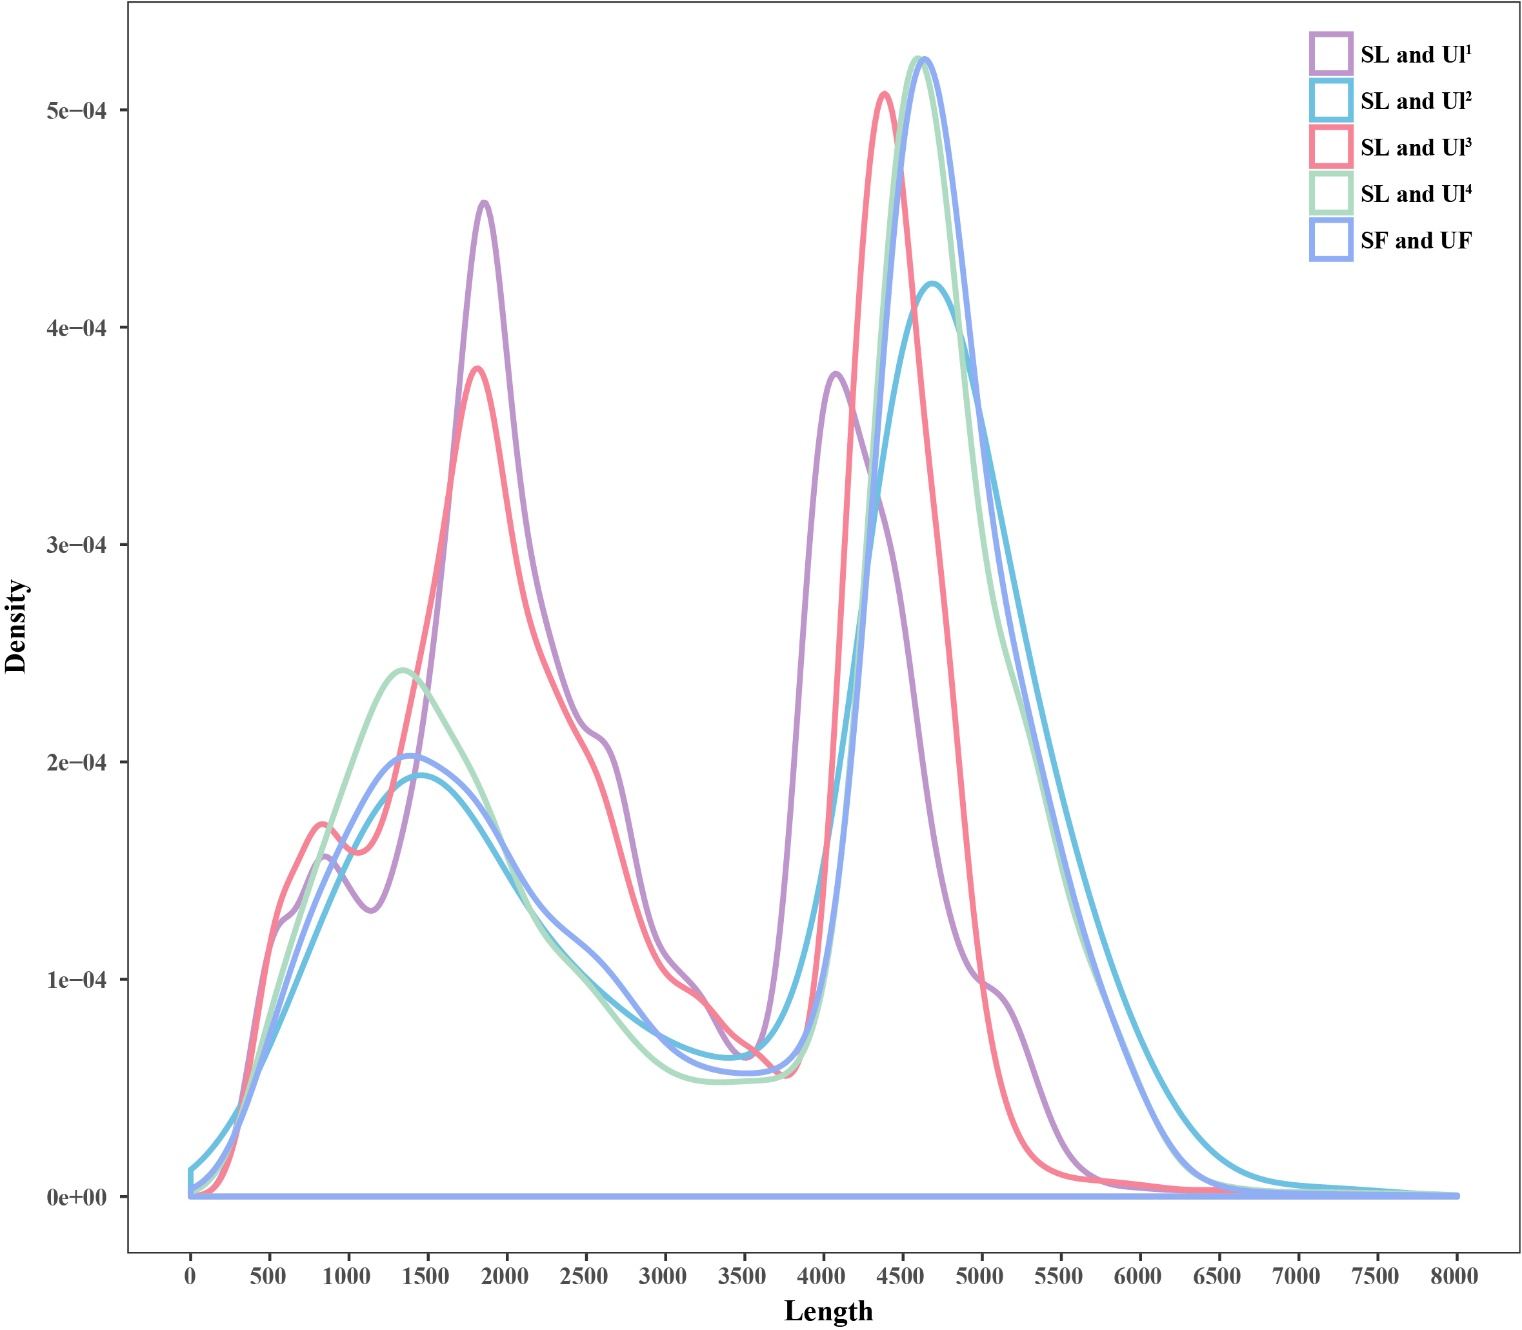 SL and Ul¹
SL and Ul²
SL and Ul³
SL and Ul⁴
SF and UF
5e−04
4e−04
3e−04
2e−04
1e−04
0e+00
Density
0 500 1000 1500 2000 2500 3000 3500 4000 4500 5000 5500 6000 6500 7000 7500 8000
Length